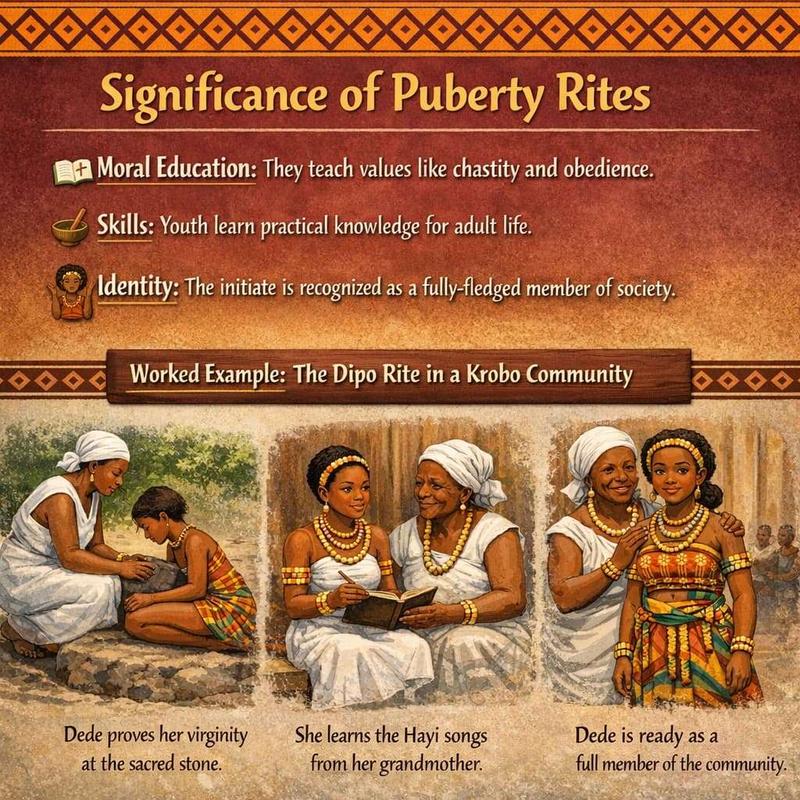 Significance of Puberty Rites
Moral Education: They teach values like chastity and obedience.
Skills: Youth learn practical knowledge for adult life.
Identity: The initiate is recognized as a fully-fledged member of society.
Worked Example: The Dipo Rite in a Krobo Community
Dede proves her virginity
at the sacred stone.
She learns the Hayi songs
from her grandmother.
Dede is ready as a
full member of the community.